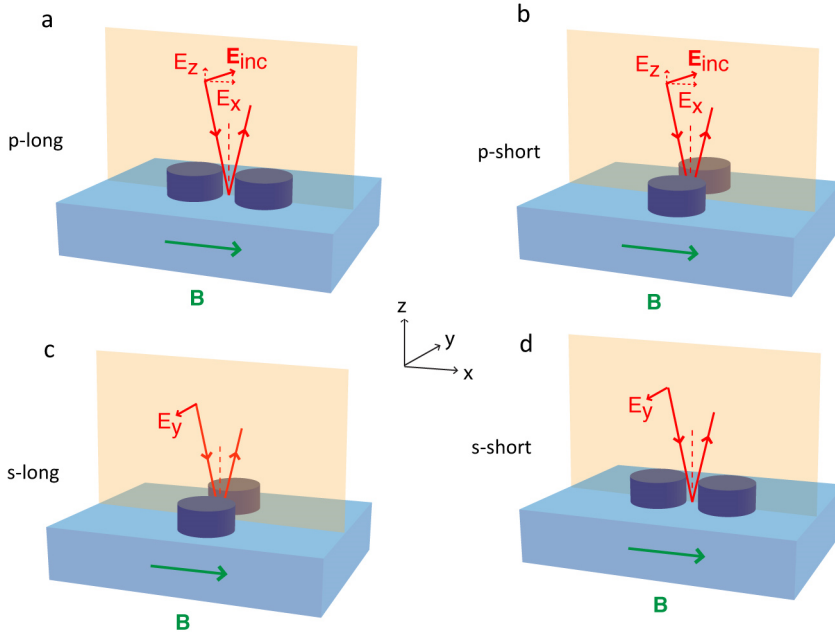 a
E_z
E_inc
E_x
p-long
B
b
E_z
E_inc
E_x
p-short
B
z
y
x
c
E_y
s-long
B
d
E_y
s-short
B